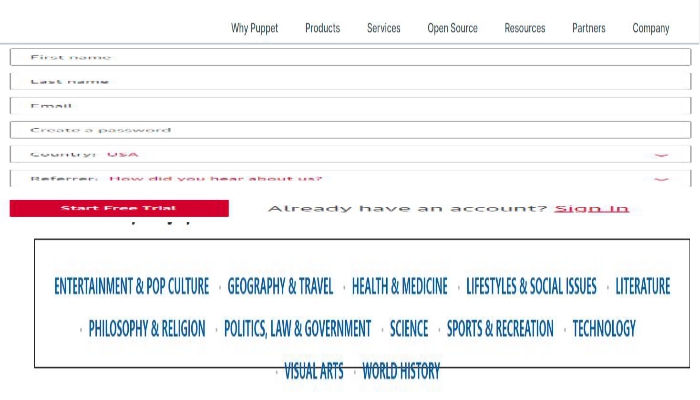 Why Puppet Products Services Open Source Resources Partners Company
First name
Last name
Email
Create a password
Country: USA
Referrer: How did you hear about us?
Start Free Trial Already have an account? Sign In
ENTERTAINMENT & POP CULTURE · GEOGRAPHY & TRAVEL · HEALTH & MEDICINE · LIFESTYLES & SOCIAL ISSUES · LITERATURE
· PHILOSOPHY & RELIGION · POLITICS, LAW & GOVERNMENT · SCIENCE · SPORTS & RECREATION · TECHNOLOGY
· VISUAL ARTS · WORLD HISTORY